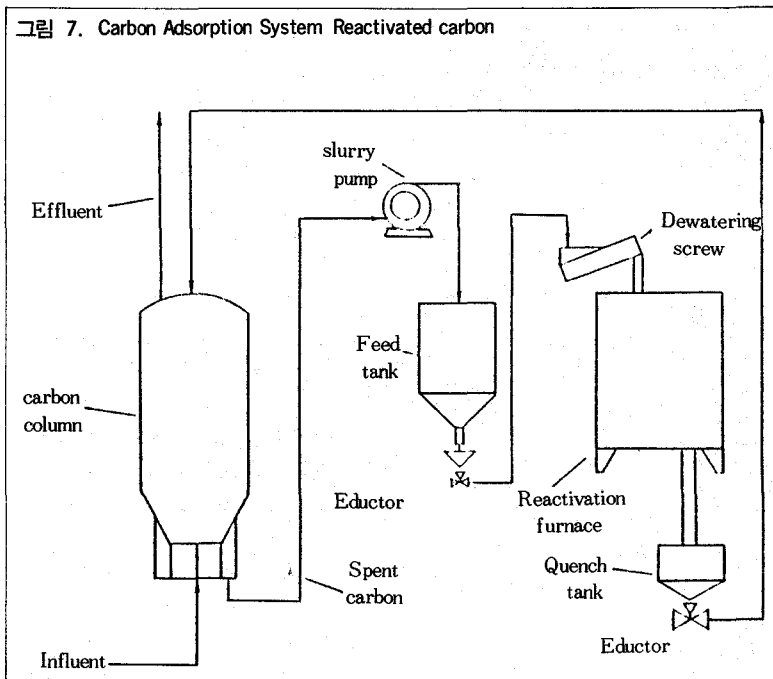 그림 7. Carbon Adsorption System Reactivated carbon
slurry
pump
Effluent
Dewatering
screw
Feed
tank
carbon
column
Eductor
Reactivation
furnace
Spent
carbon
Quench
tank
Influent
Eductor